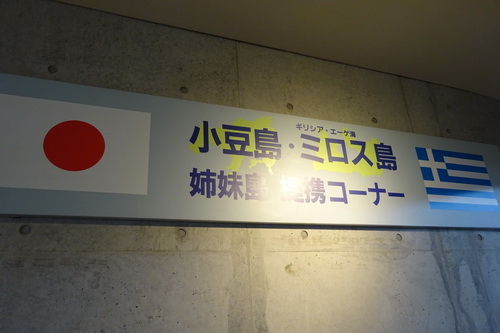 ギリシア・エーゲ海
小豆島・ミロス島
姉妹島 提携コーナー